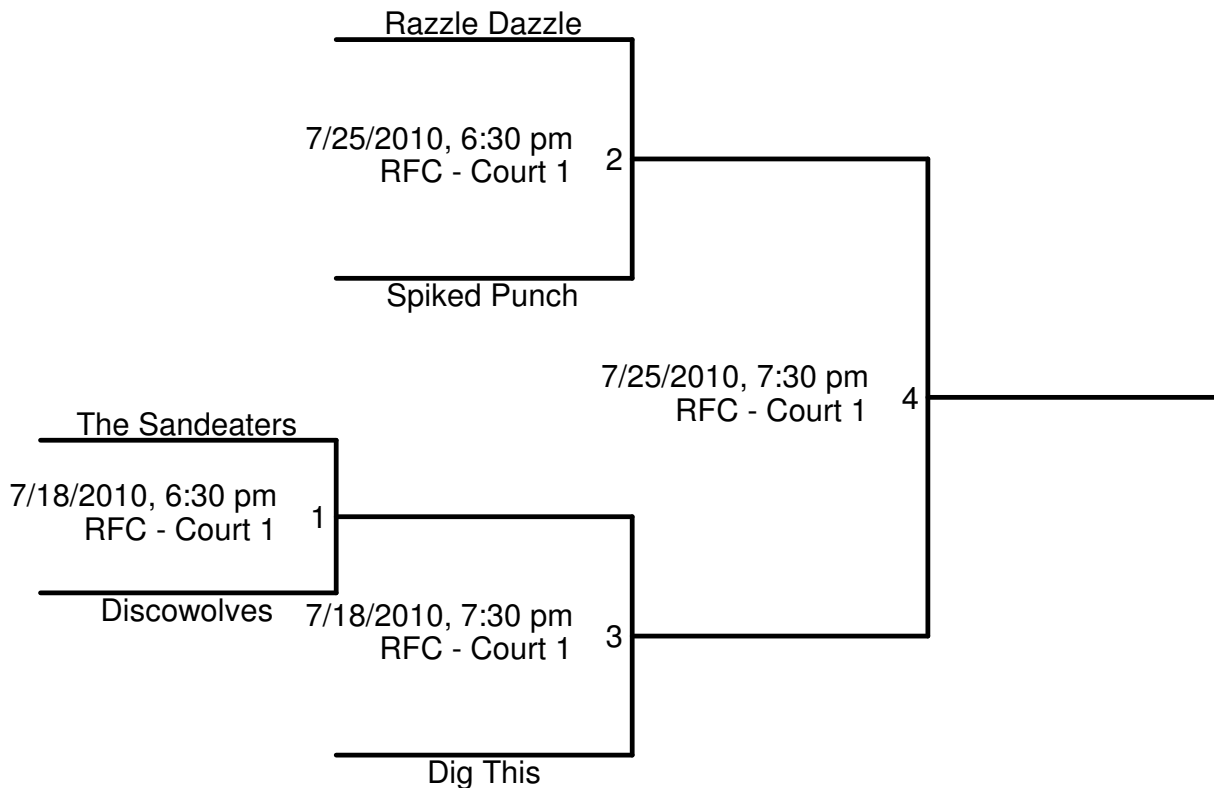 Razzle Dazzle
7/25/2010, 6:30 pm
RFC - Court 1
2
Spiked Punch
7/25/2010, 7:30 pm
RFC - Court 1
4
The Sandeaters
7/18/2010, 6:30 pm
RFC - Court 1
1
Discowolves
7/18/2010, 7:30 pm
RFC - Court 1
3
Dig This